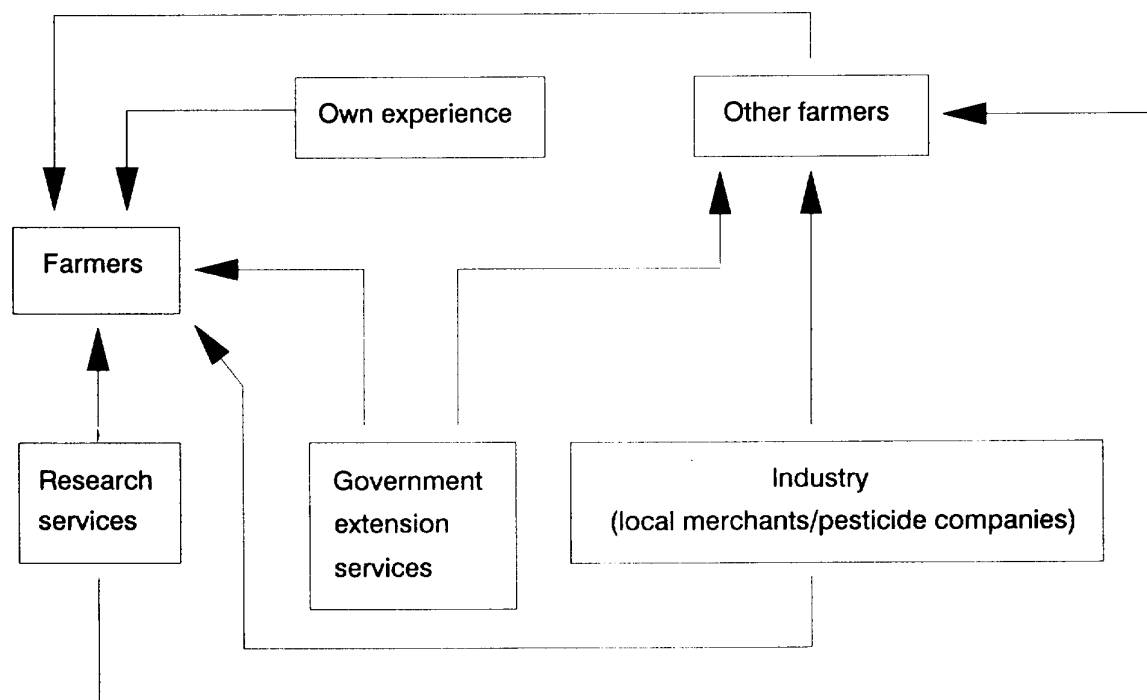 Own experience
Other farmers
Farmers
Research
services
Government
extension
services
Industry
(local merchants/pesticide companies)